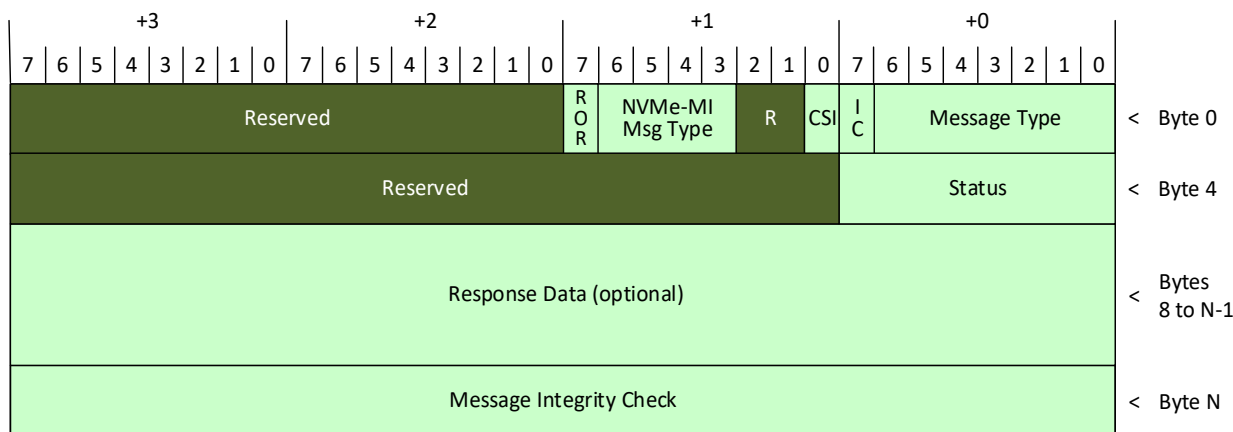 +3 +2 +1 +0
7 6 5 4 3 2 1 0 7 6 5 4 3 2 1 0 7 6 5 4 3 2 1 0 7 6 5 4 3 2 1 0
Reserved
R
O
R
NVMe-MI
Msg Type
R
CSI
I
C
Message Type
< Byte 0
Reserved
Status
< Byte 4
Response Data (optional)
< Bytes
8 to N-1
Message Integrity Check
< Byte N